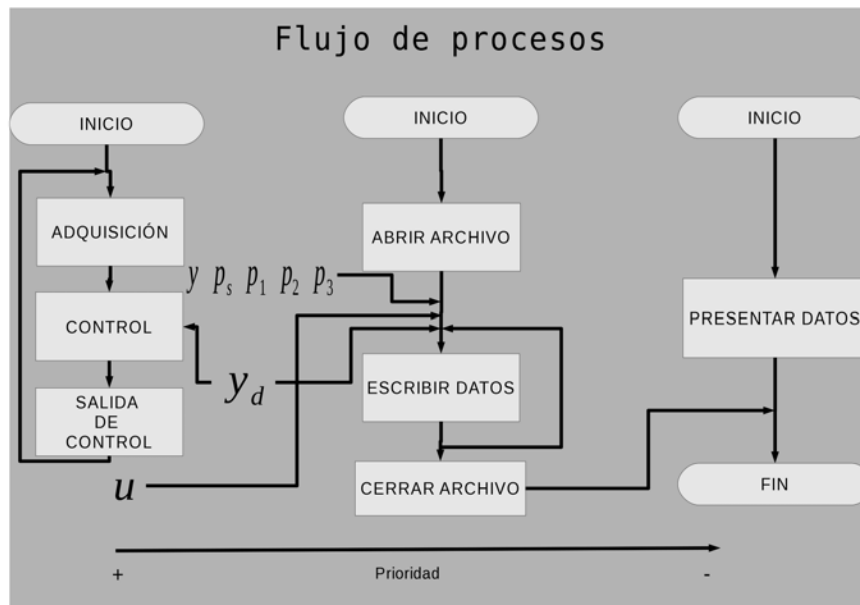 Flujo de procesos
INICIO
ADQUISICIÓN
CONTROL
SALIDA
DE
CONTROL
y p_s p_1 p_2 p_3
y_d
u
INICIO
ABRIR ARCHIVO
ESCRIBIR DATOS
CERRAR ARCHIVO
INICIO
PRESENTAR DATOS
FIN
+ Prioridad -